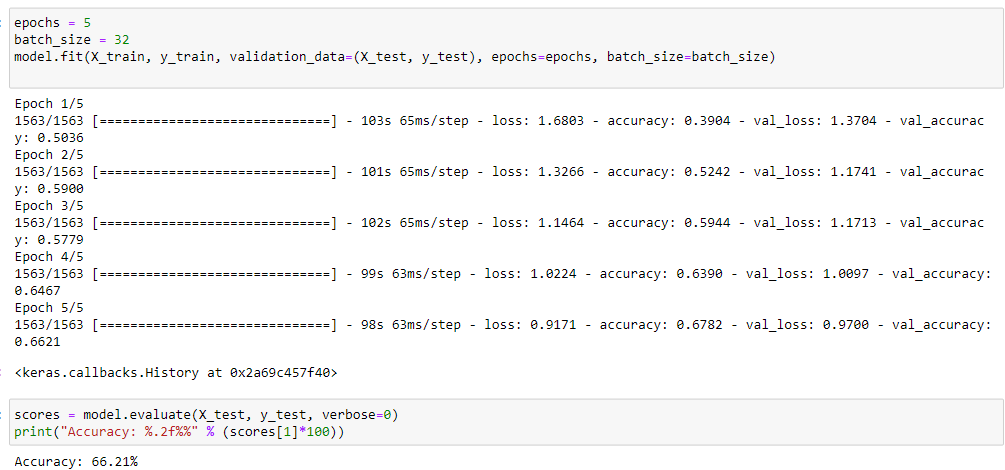 epochs = 5
batch_size = 32
model.fit(X_train, y_train, validation_data=(X_test, y_test), epochs=epochs, batch_size=batch_size)
Epoch 1/5
1563/1563 [==============================] - 103s 65ms/step - loss: 1.6803 - accuracy: 0.3904 - val_loss: 1.3704 - val_accurac
y: 0.5036
Epoch 2/5
1563/1563 [==============================] - 101s 65ms/step - loss: 1.3266 - accuracy: 0.5242 - val_loss: 1.1741 - val_accurac
y: 0.5900
Epoch 3/5
1563/1563 [==============================] - 102s 65ms/step - loss: 1.1464 - accuracy: 0.5944 - val_loss: 1.1713 - val_accurac
y: 0.5779
Epoch 4/5
1563/1563 [==============================] - 99s 63ms/step - loss: 1.0224 - accuracy: 0.6390 - val_loss: 1.0097 - val_accuracy:
0.6467
Epoch 5/5
1563/1563 [==============================] - 98s 63ms/step - loss: 0.9171 - accuracy: 0.6782 - val_loss: 0.9700 - val_accuracy:
0.6621
<keras.callbacks.History at 0x2a69c457f40>
scores = model.evaluate(X_test, y_test, verbose=0)
print("Accuracy: %.2f%%" % (scores[1]*100))
Accuracy: 66.21%